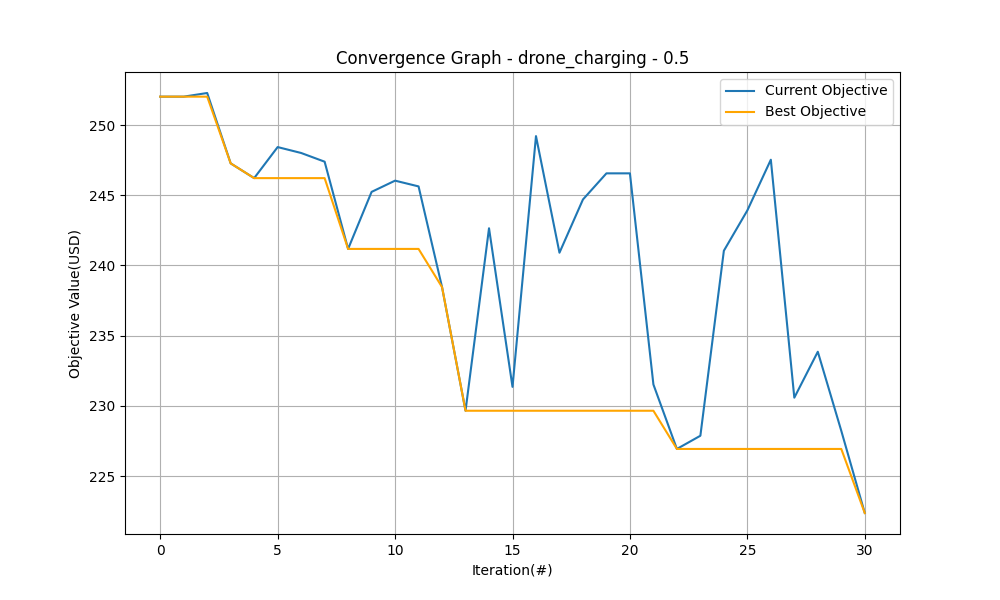 Convergence Graph - drone_charging - 0.5
Current Objective
Best Objective
250
245
240
235
230
225
Objective Value(USD)
0 5 10 15 20 25 30
Iteration(#)